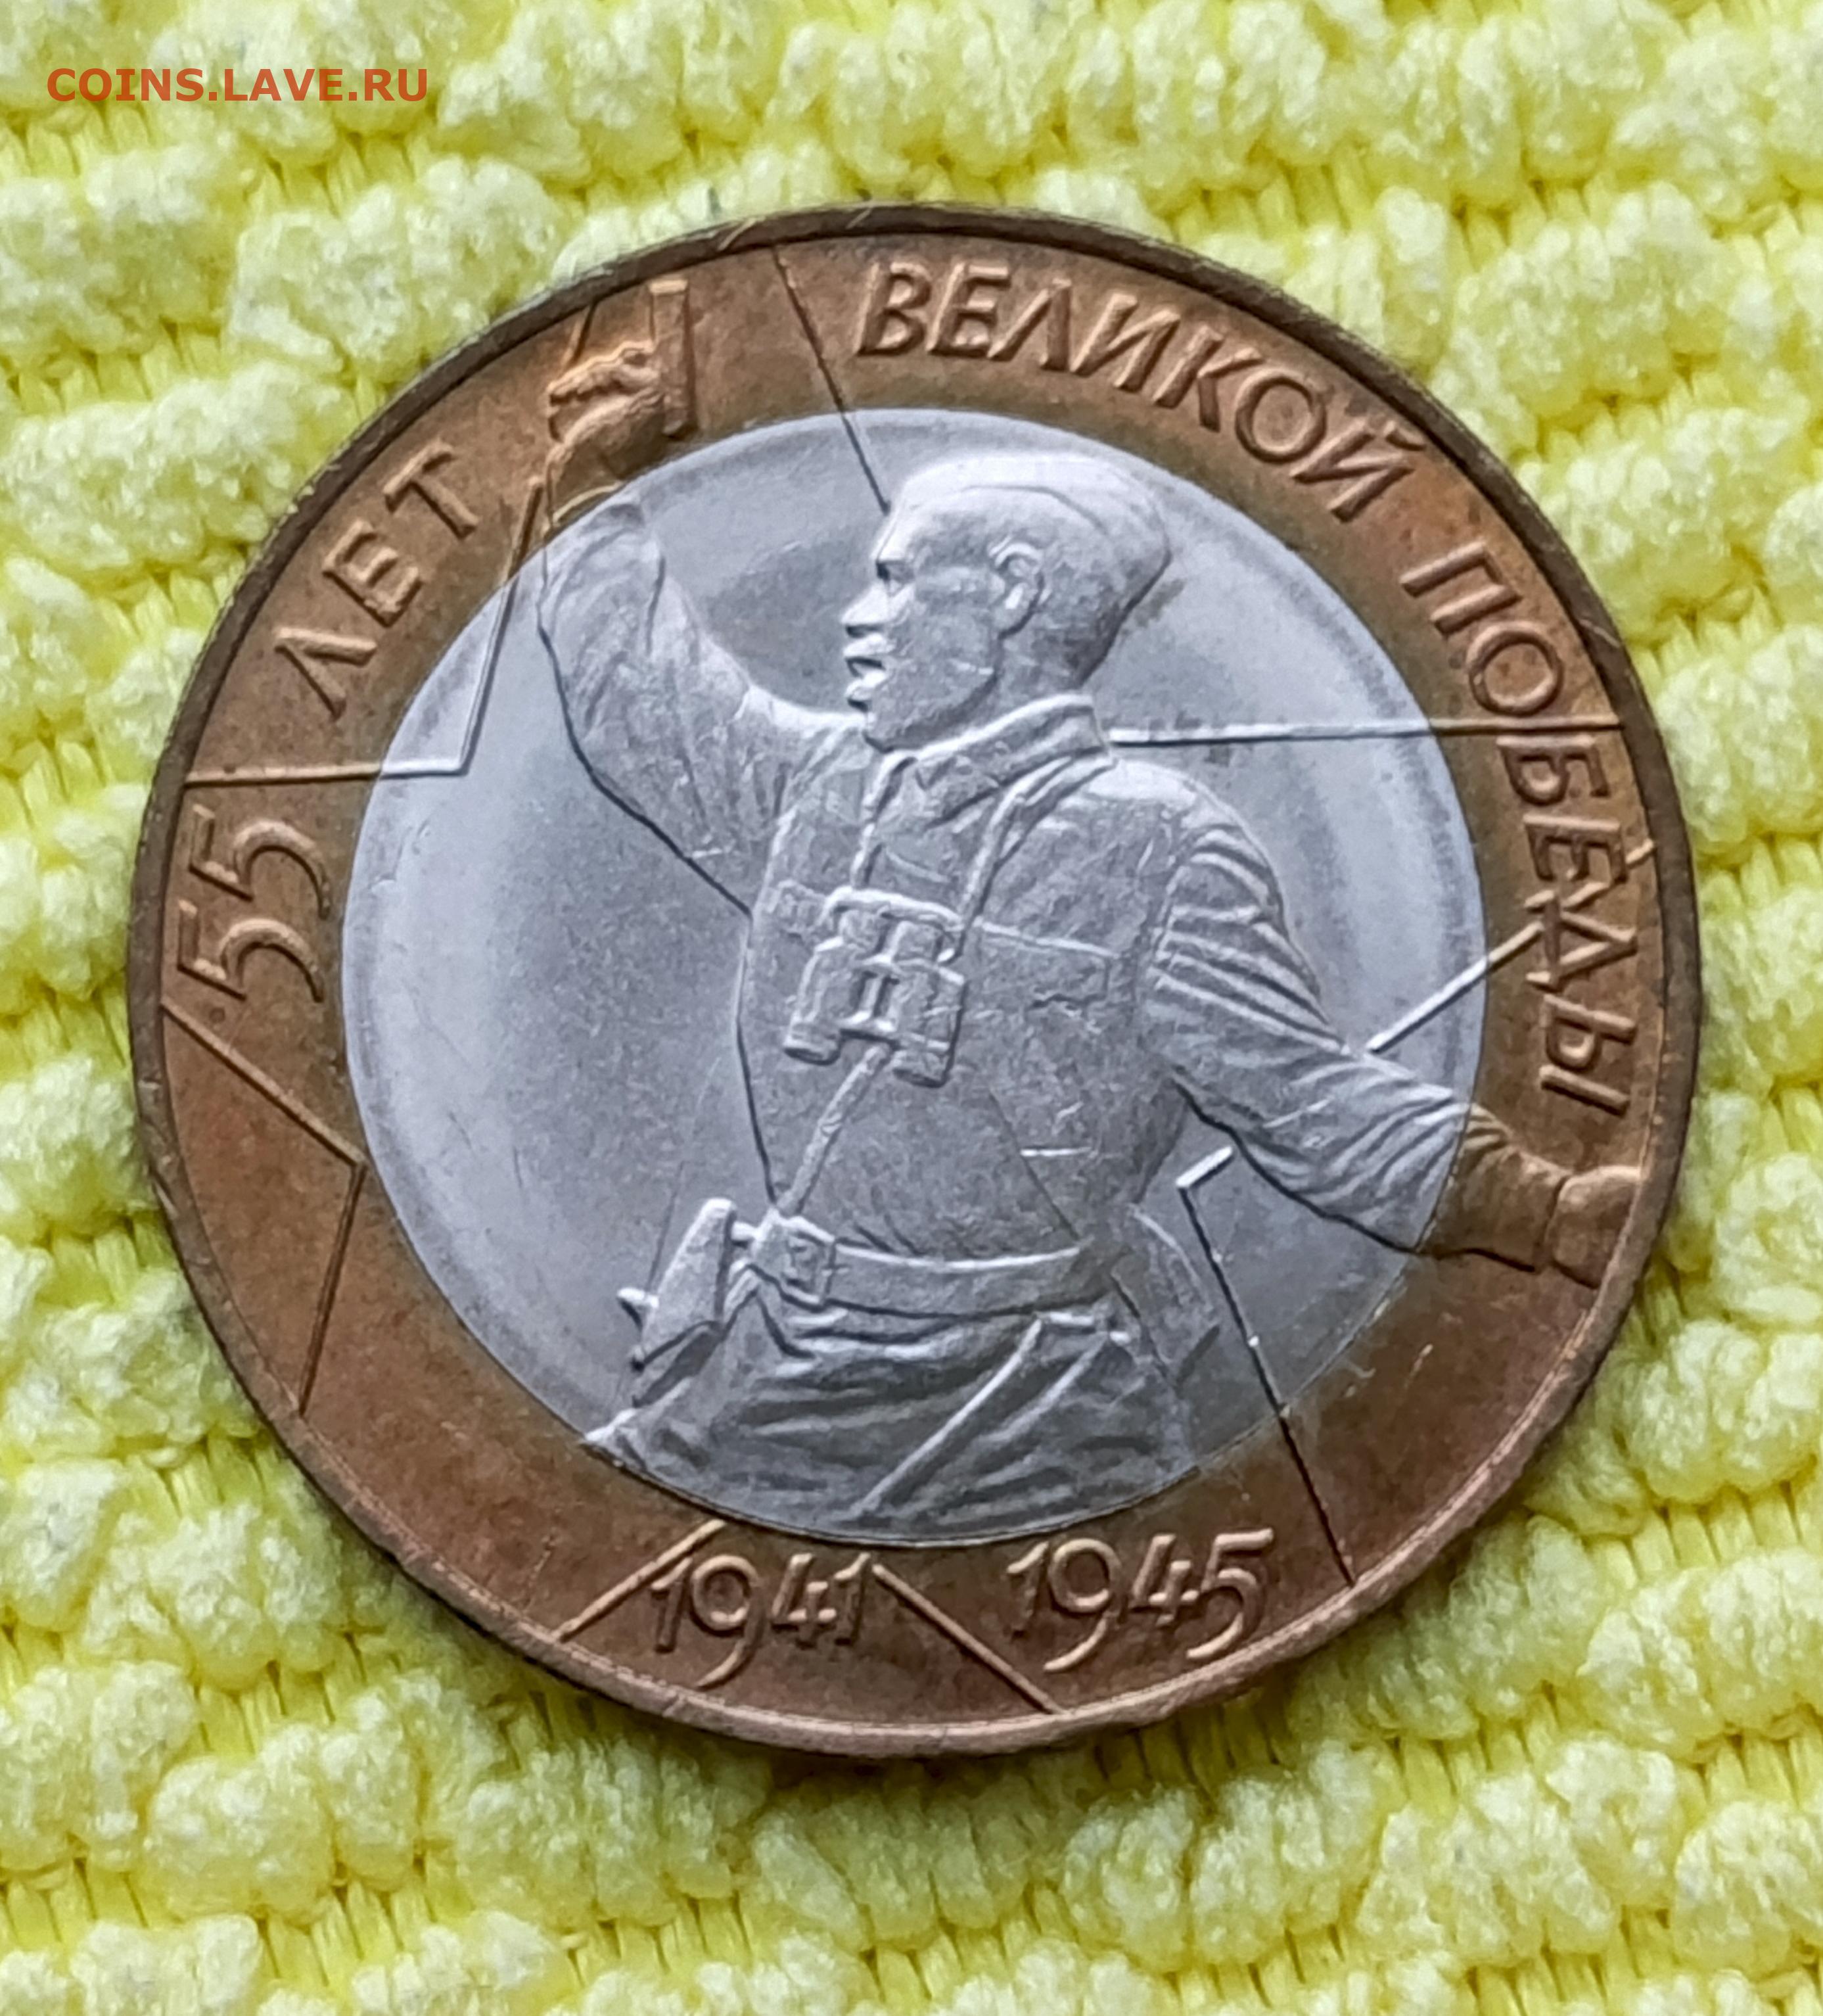 COINS.LAVE.RU
55 ЛЕТ ВЕЛИКОЙ ПОБЕДЫ
1941 1945